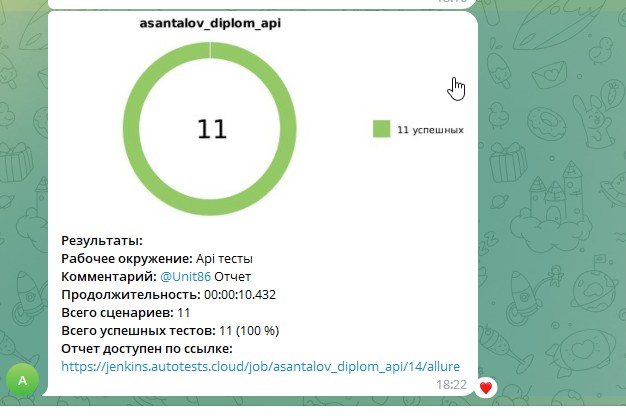 asantalov_diplom_api
11
11 успешных
Результаты:
Рабочее окружение: Api тесты
Комментарий: @Unit86 Отчет
Продолжительность: 00:00:10.432
Всего сценариев: 11
Всего успешных тестов: 11 (100 %)
Отчет доступен по ссылке:
https://jenkins.autotests.cloud/job/asantalov_diplom_api/14/allure
A
18:22